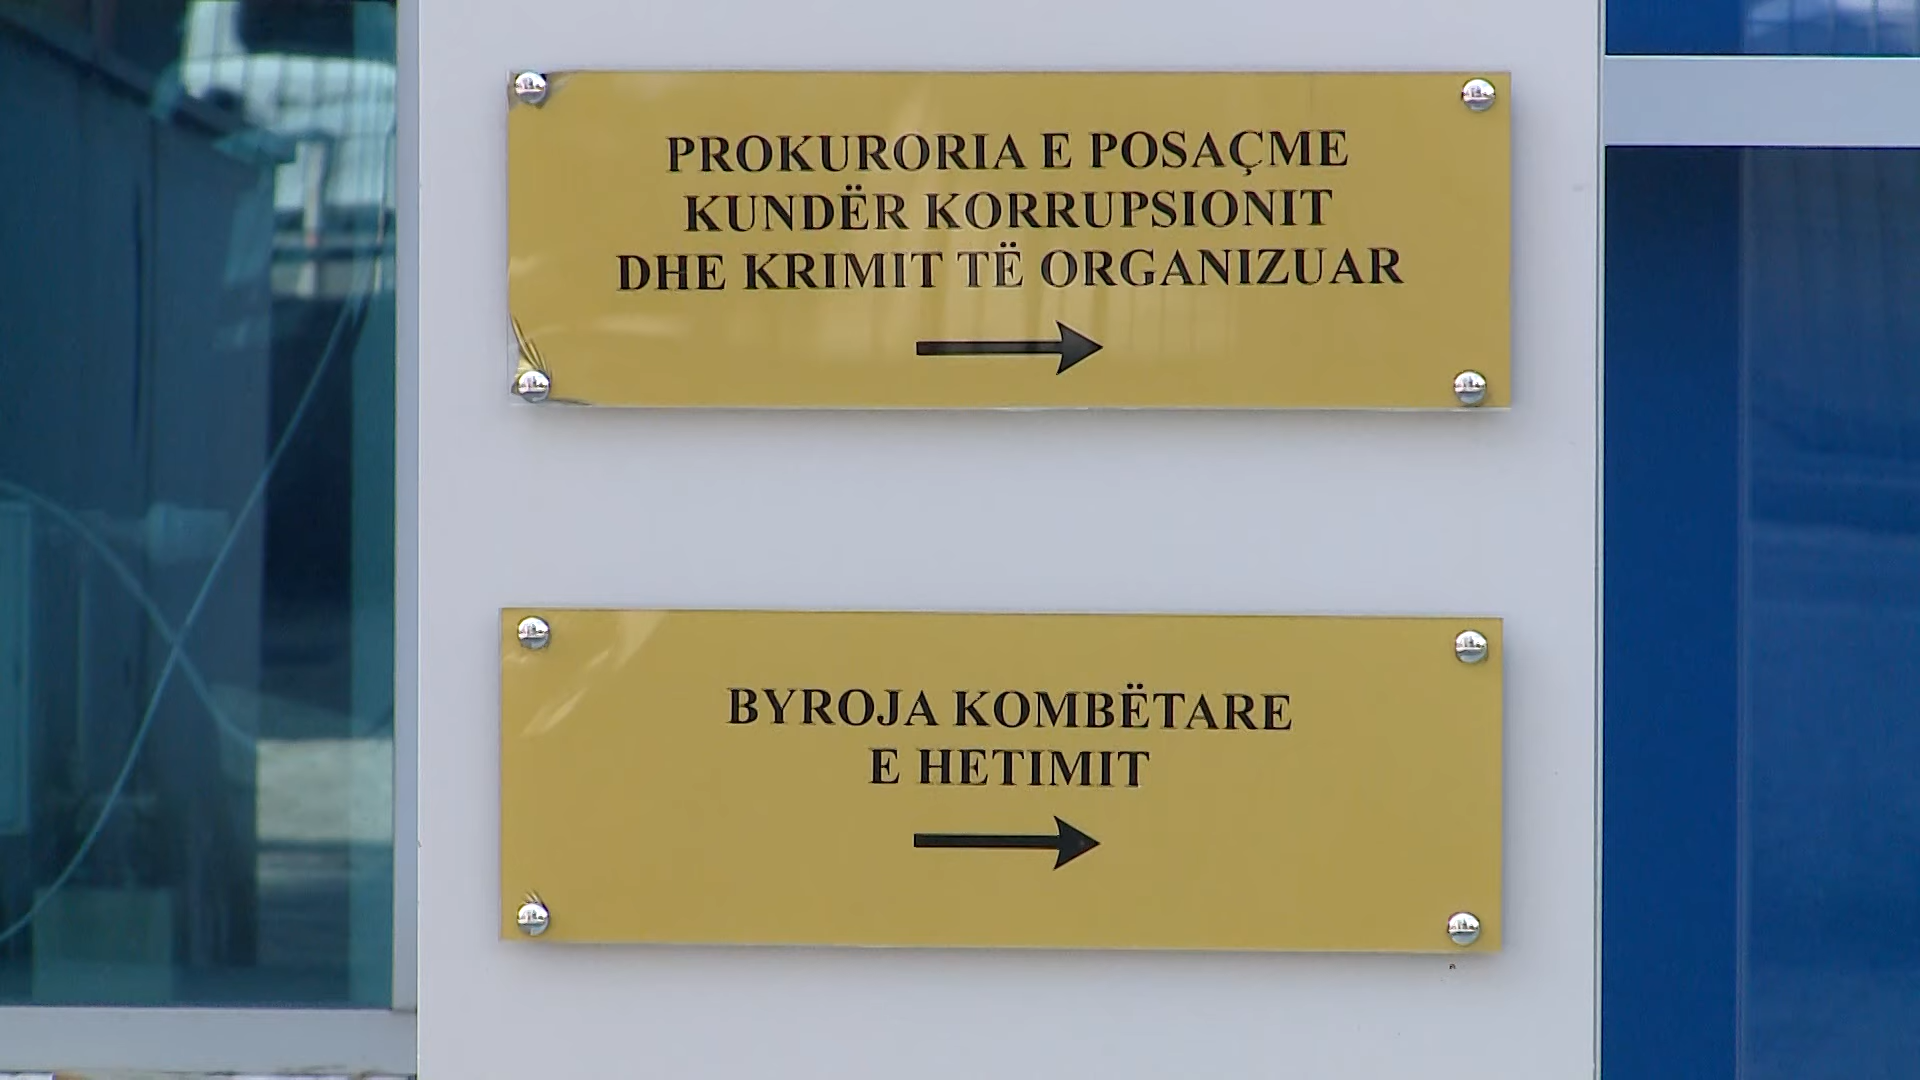 PROKURORIA E POSAÇME
KUNDËR KORRUPSIONIT
DHE KRIMIT TË ORGANIZUAR
BYROJA KOMBËTARE
E HETIMIT